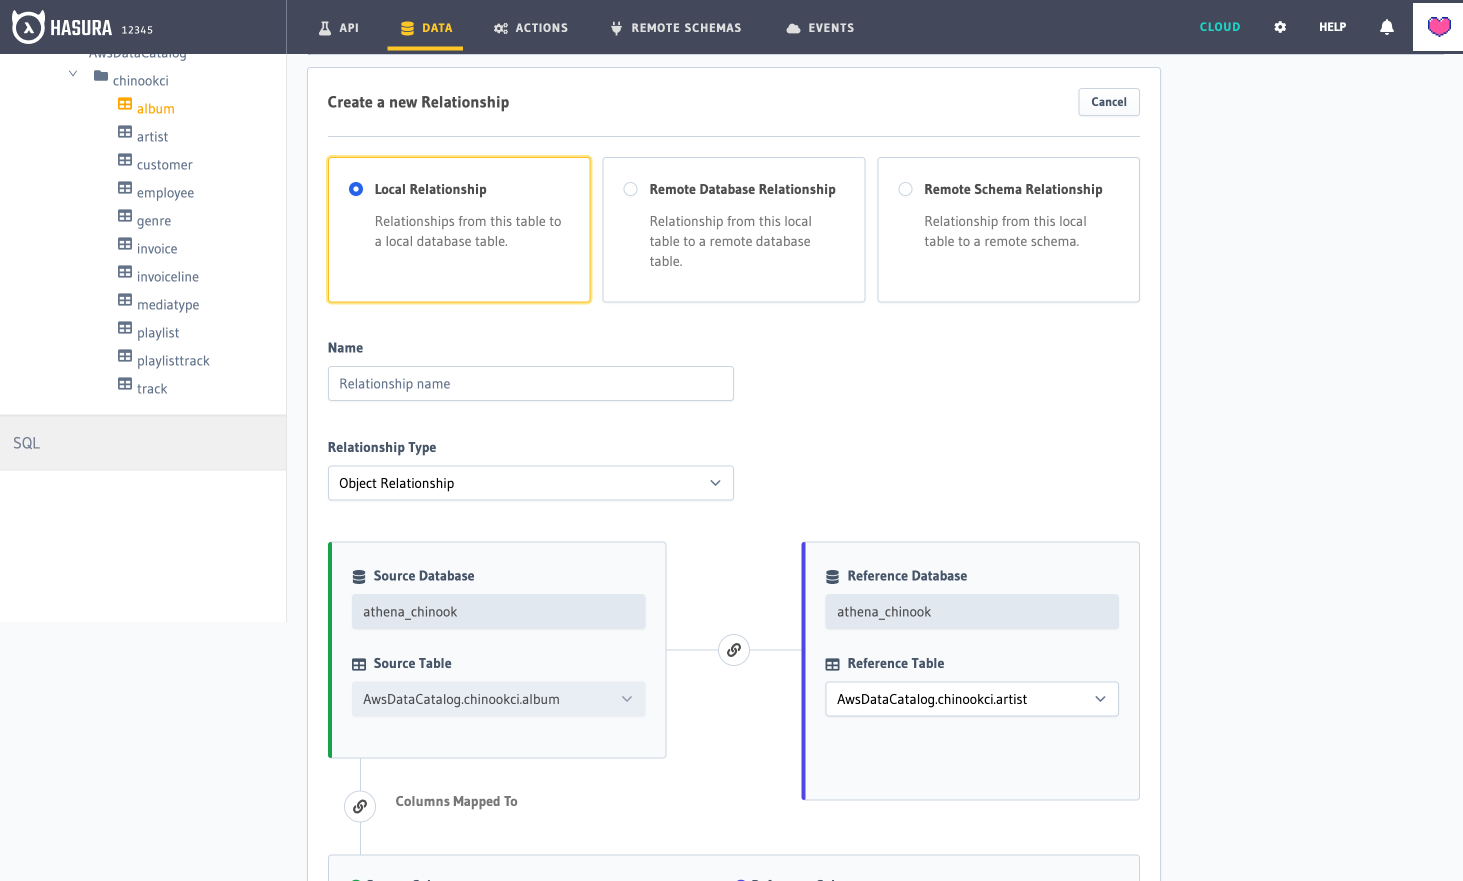 HASURA 12345
API
DATA
ACTIONS
REMOTE SCHEMAS
EVENTS
CLOUD
HELP
AwsDataCatalog
chinookci
album
artist
customer
employee
genre
invoice
invoiceline
mediatype
playlist
playlisttrack
track
SQL
Create a new Relationship
Cancel
Local Relationship
Relationships from this table to
a local database table.
Remote Database Relationship
Relationship from this local
table to a remote database
table.
Remote Schema Relationship
Relationship from this local
table to a remote schema.
Name
Relationship name
Relationship Type
Object Relationship
Source Database
athena_chinook
Source Table
AwsDataCatalog.chinookci.album
Reference Database
athena_chinook
Reference Table
AwsDataCatalog.chinookci.artist
Columns Mapped To